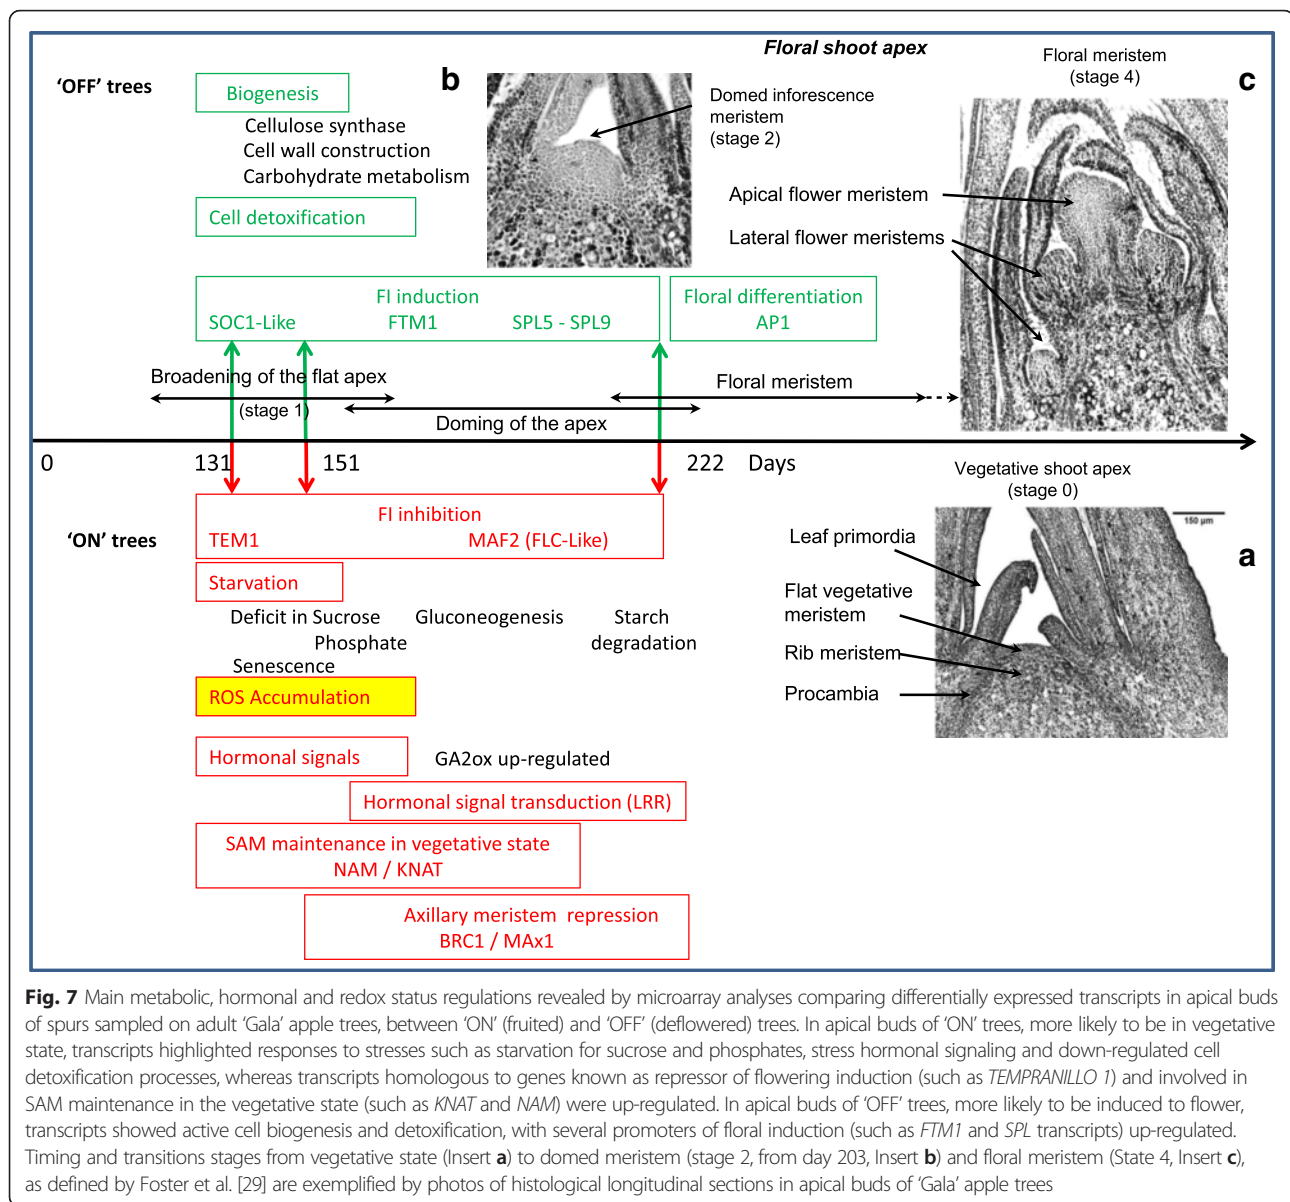 Floral shoot apex
'OFF' trees
Biogenesis
Cellulose synthase
Cell wall construction
Carbohydrate metabolism
Cell detoxification
b
Domed inforescence
meristem
(stage 2)
Floral meristem
(stage 4)
c
Apical flower meristem
Lateral flower meristems
FI induction
SOC1-Like FTM1 SPL5 - SPL9
Floral differentiation
AP1
Broadening of the flat apex
(stage 1)
Floral meristem
Doming of the apex
0 131 151 222 Days
'ON' trees
FI inhibition
TEM1 MAF2 (FLC-Like)
Starvation
Deficit in Sucrose Gluconeogenesis Starch
Phosphate degradation
Senescence
ROS Accumulation
Hormonal signals GA2ox up-regulated
Hormonal signal transduction (LRR)
SAM maintenance in vegetative state
NAM / KNAT
Axillary meristem repression
BRC1 / MAx1
Vegetative shoot apex
(stage 0)
150 µm
a
Leaf primordia
Flat vegetative
meristem
Rib meristem
Procambia
Fig. 7 Main metabolic, hormonal and redox status regulations revealed by microarray analyses comparing differentially expressed transcripts in apical buds
of spurs sampled on adult 'Gala' apple trees, between 'ON' (fruited) and 'OFF' (deflowered) trees. In apical buds of 'ON' trees, more likely to be in vegetative
state, transcripts highlighted responses to stresses such as starvation for sucrose and phosphates, stress hormonal signaling and down-regulated cell
detoxification processes, whereas transcripts homologous to genes known as repressor of flowering induction (such as TEMPRANILLO 1) and involved in
SAM maintenance in the vegetative state (such as KNAT and NAM) were up-regulated. In apical buds of 'OFF' trees, more likely to be induced to flower,
transcripts showed active cell biogenesis and detoxification, with several promoters of floral induction (such as FTM1 and SPL transcripts) up-regulated.
Timing and transitions stages from vegetative state (Insert a) to domed meristem (stage 2, from day 203, Insert b) and floral meristem (State 4, Insert c),
as defined by Foster et al. [29] are exemplified by photos of histological longitudinal sections in apical buds of 'Gala' apple trees